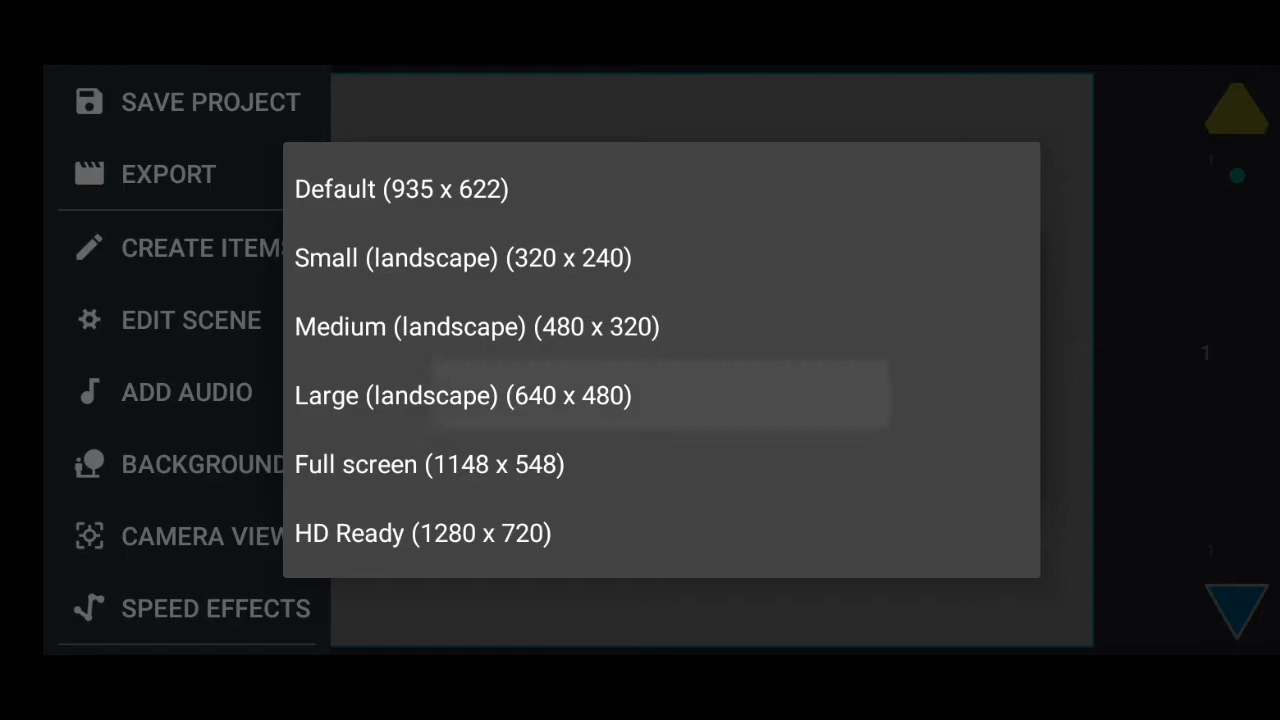 SAVE PROJECT
EXPORT
CREATE ITEMS
EDIT SCENE
ADD AUDIO
BACKGROUND
CAMERA VIEW
SPEED EFFECTS
Default (935 x 622)
Small (landscape) (320 x 240)
Medium (landscape) (480 x 320)
Large (landscape) (640 x 480)
Full screen (1148 x 548)
HD Ready (1280 x 720)
1
1
1